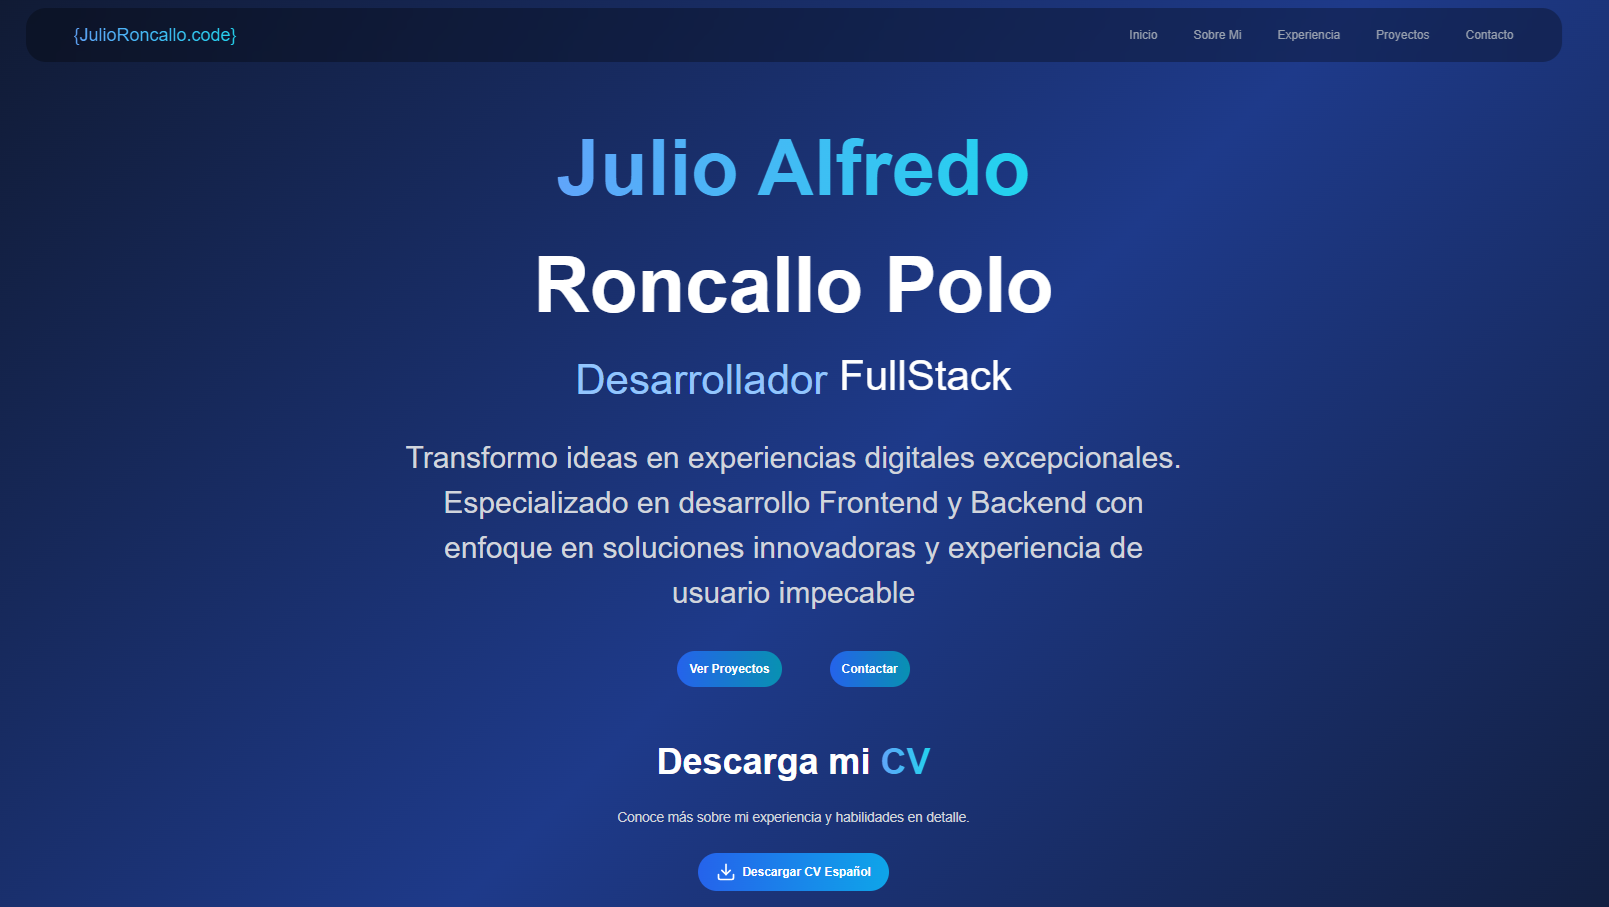 {JulioRoncallo.code}
Inicio
Sobre Mi
Experiencia
Proyectos
Contacto
Julio Alfredo
Roncallo Polo
Desarrollador FullStack
Transformo ideas en experiencias digitales excepcionales.
Especializado en desarrollo Frontend y Backend con
enfoque en soluciones innovadoras y experiencia de
usuario impecable
Ver Proyectos
Contactar
Descarga mi CV
Conoce más sobre mi experiencia y habilidades en detalle.
Descargar CV Español